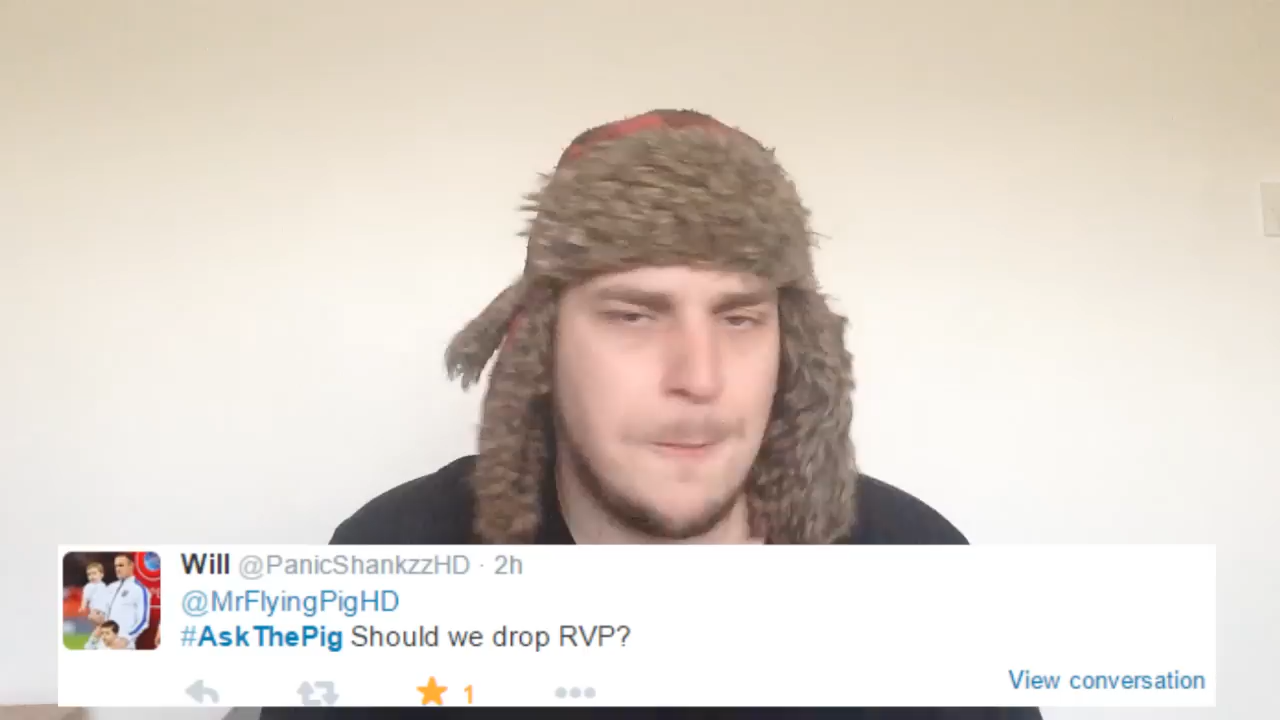 Will @PanicShankzzHD · 2h
@MrFlyingPigHD
#AskThePig Should we drop RVP?
1
View conversation